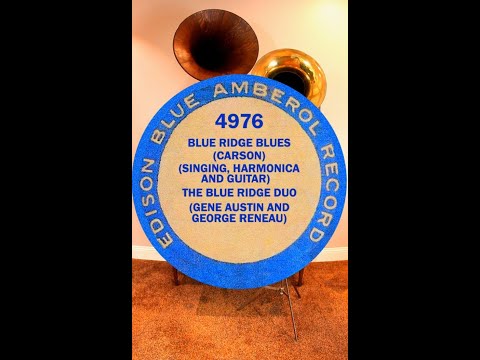 EDISON BLUE AMBEROL RECORD
4976
BLUE RIDGE BLUES
(CARSON)
(SINGING, HARMONICA
AND GUITAR)
THE BLUE RIDGE DUO
(GENE AUSTIN AND
GEORGE RENEAU)